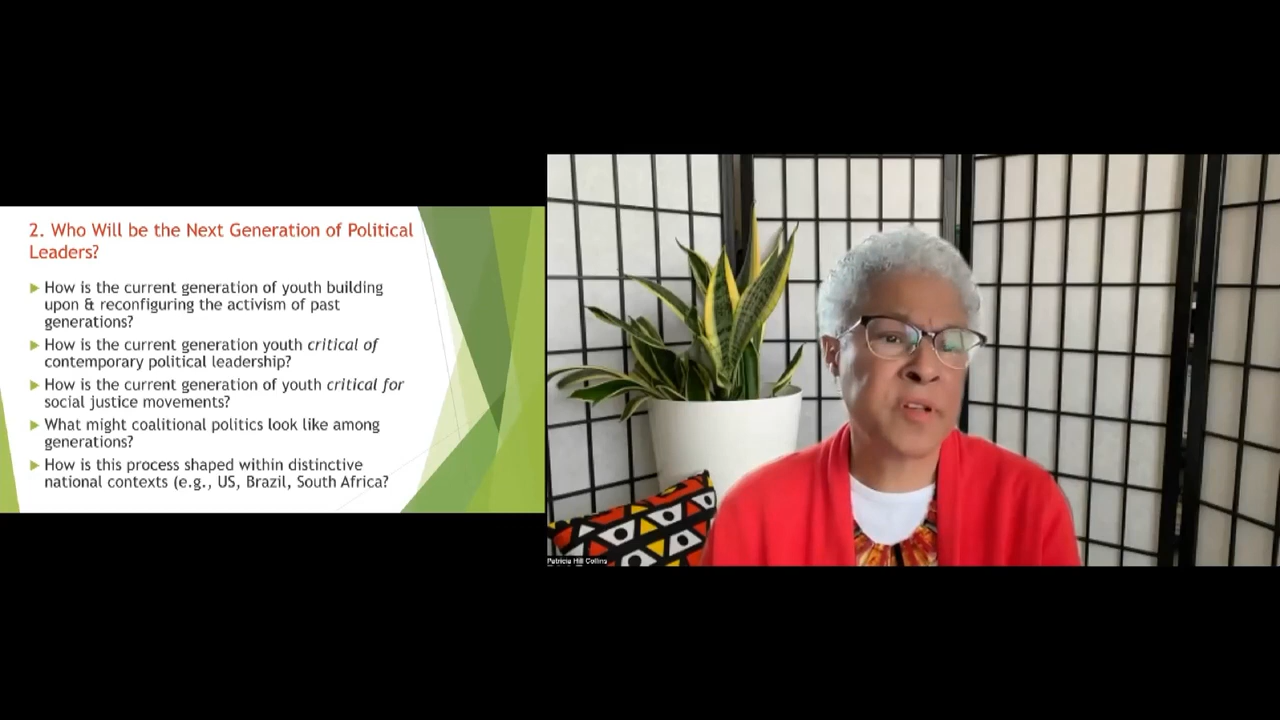 2. Who Will be the Next Generation of Political
Leaders?
How is the current generation of youth building
upon & reconfiguring the activism of past
generations?
How is the current generation youth critical of
contemporary political leadership?
How is the current generation of youth critical for
social justice movements?
What might coalitional politics look like among
generations?
How is this process shaped within distinctive
national contexts (e.g., US, Brazil, South Africa?
Patricia Hill Collins